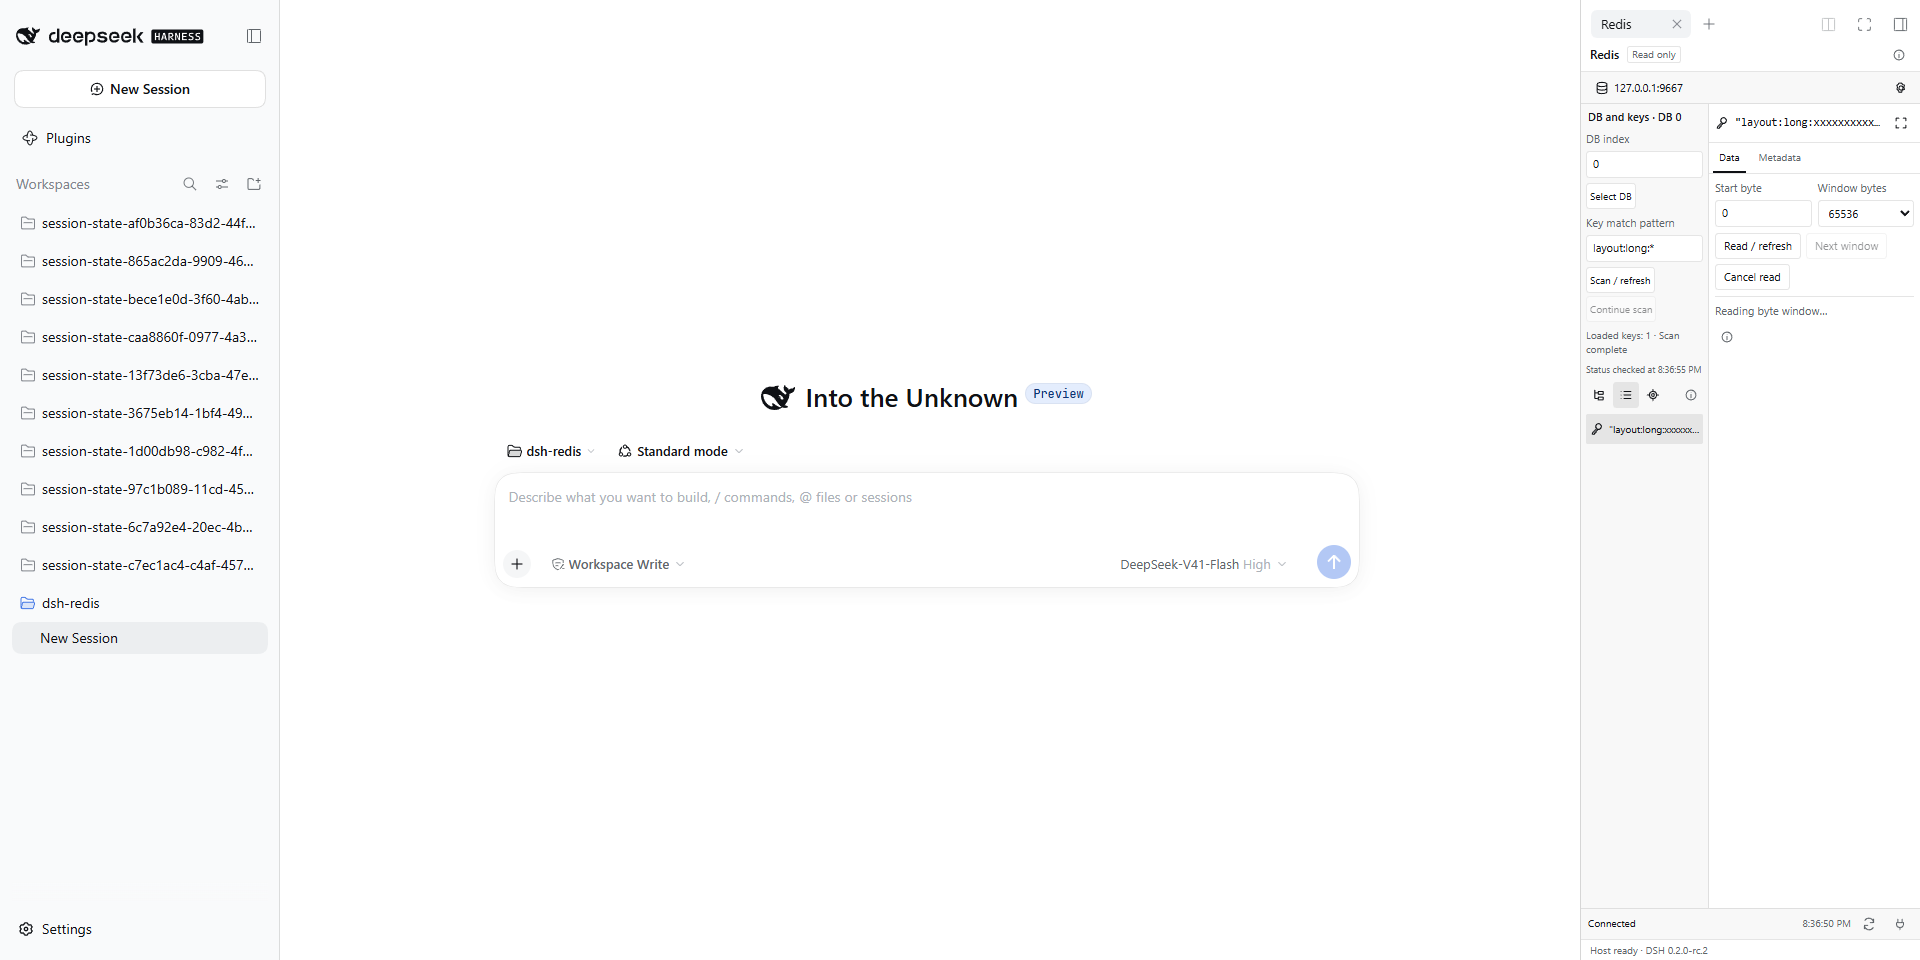 deepseek HARNESS
New Session
Plugins
Workspaces
session-state-af0b36ca-83d2-44f...
session-state-865ac2da-9909-46...
session-state-bece1e0d-3f60-4ab...
session-state-caa8860f-0977-4a3...
session-state-13f73de6-3cba-47e...
session-state-3675eb14-1bf4-49...
session-state-1d00db98-c982-4f...
session-state-97c1b089-11cd-45...
session-state-6c7a92e4-20ec-4b...
session-state-c7ec1ac4-c4af-457...
dsh-redis
New Session
Settings
Into the Unknown Preview
dsh-redis Standard mode
Describe what you want to build, / commands, @ files or sessions
Workspace Write DeepSeek-V41-Flash High
Redis
Redis Read only
127.0.0.1:9667
DB and keys · DB 0
DB index
0
Select DB
Key match pattern
layout:long:*
Scan / refresh
Continue scan
Loaded keys: 1 · Scan
complete
Status checked at 8:36:55 PM
"layout:long:xxxxxx...
"layout:long:xxxxxxxxxx...
Data Metadata
Start byte Window bytes
0 65536
Read / refresh Next window
Cancel read
Reading byte window...
Connected 8:36:50 PM
Host ready · DSH 0.2.0-rc.2